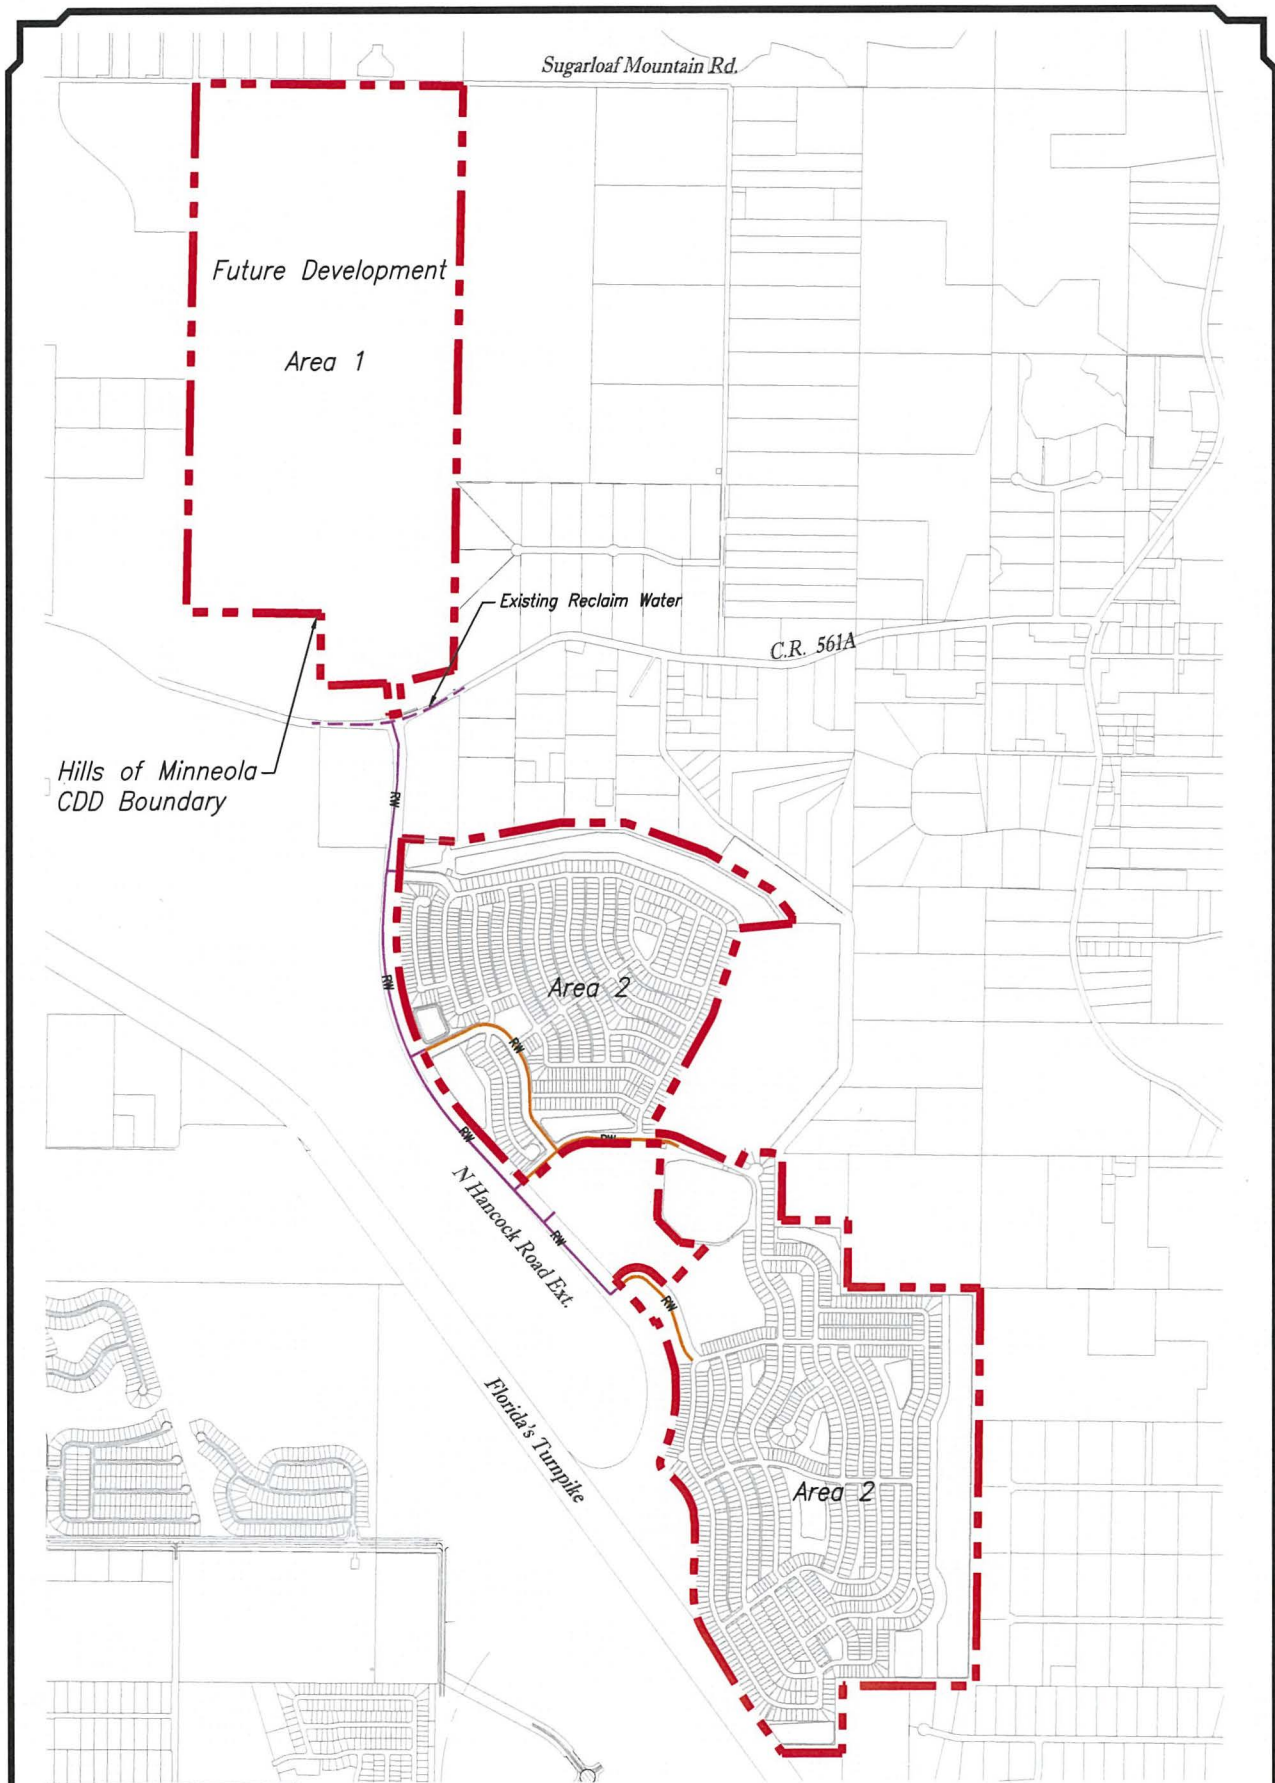 Sugarloaf Mountain Rd.
Future Development
Area 1
Existing Reclaim Water
C.R. 561A
Hills of Minneola
CDD Boundary
RW
Area 2
RW
RW
RW
RW
N Hancock Road Ext.
RW
RW
Florida's Turnpike
Area 2